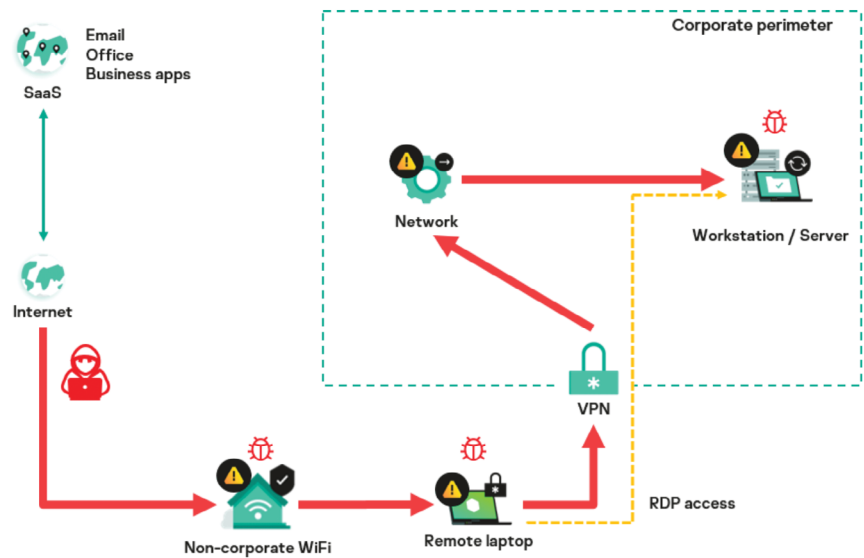 Corporate perimeter
Email
Office
Business apps
SaaS
Network
Workstation / Server
Internet
VPN
RDP access
Non-corporate WiFi
Remote laptop